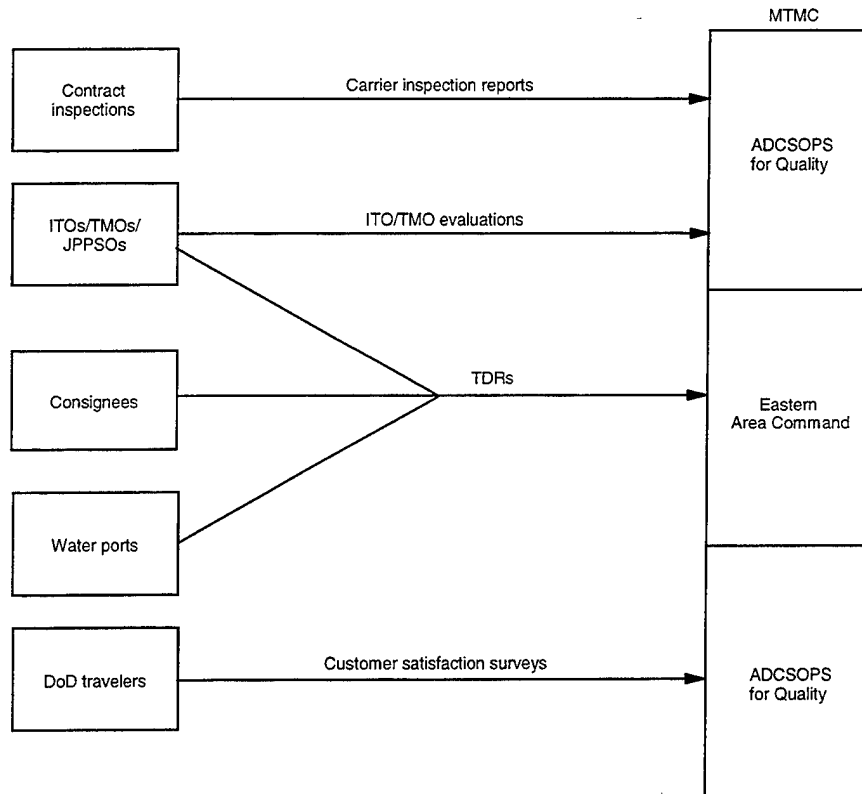 MTMC
Contract
inspections
Carrier inspection reports
ADCSOPS
for Quality
ITOs/TMOs/
JPPSOs
ITO/TMO evaluations
Consignees
TDRs
Eastern
Area Command
Water ports
DoD travelers
Customer satisfaction surveys
ADCSOPS
for Quality